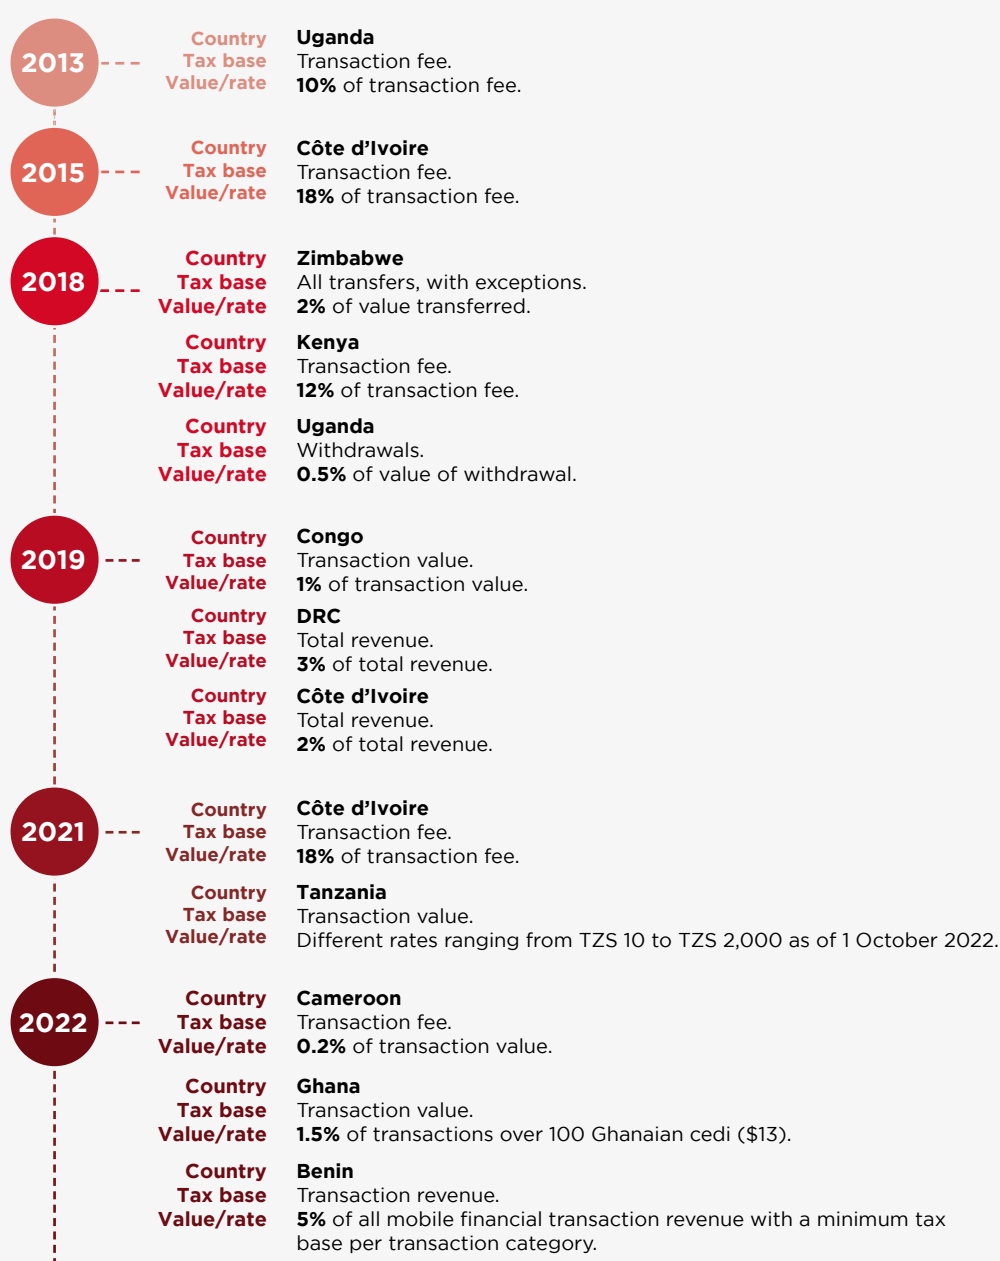 2013
Country Uganda
Tax base Transaction fee.
Value/rate 10% of transaction fee.
2015
Country Côte d’Ivoire
Tax base Transaction fee.
Value/rate 18% of transaction fee.
2018
Country Zimbabwe
Tax base All transfers, with exceptions.
Value/rate 2% of value transferred.
Country Kenya
Tax base Transaction fee.
Value/rate 12% of transaction fee.
Country Uganda
Tax base Withdrawals.
Value/rate 0.5% of value of withdrawal.
2019
Country Congo
Tax base Transaction value.
Value/rate 1% of transaction value.
Country DRC
Tax base Total revenue.
Value/rate 3% of total revenue.
Country Côte d’Ivoire
Tax base Total revenue.
Value/rate 2% of total revenue.
2021
Country Côte d’Ivoire
Tax base Transaction fee.
Value/rate 18% of transaction fee.
Country Tanzania
Tax base Transaction value.
Value/rate Different rates ranging from TZS 10 to TZS 2,000 as of 1 October 2022.
2022
Country Cameroon
Tax base Transaction fee.
Value/rate 0.2% of transaction value.
Country Ghana
Tax base Transaction value.
Value/rate 1.5% of transactions over 100 Ghanaian cedi ($13).
Country Benin
Tax base Transaction revenue.
Value/rate 5% of all mobile financial transaction revenue with a minimum tax
base per transaction category.